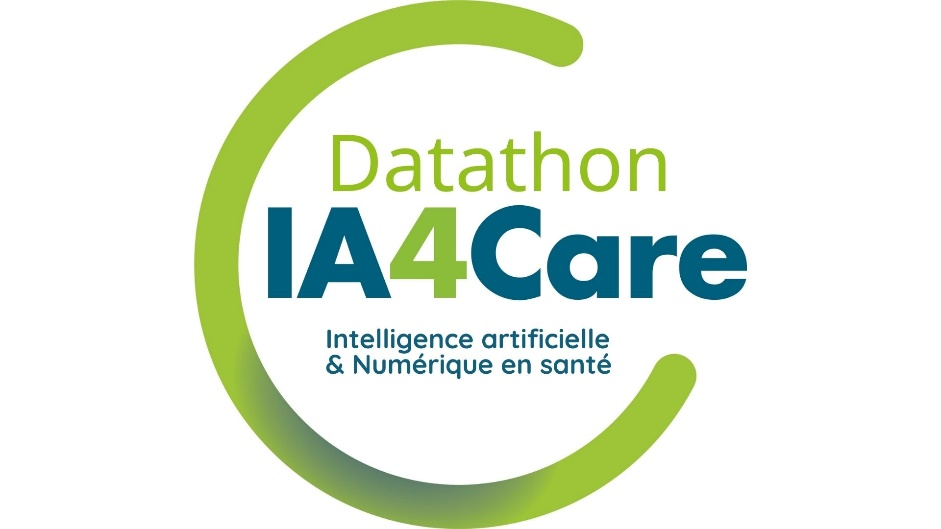 Datathon
IA4Care
Intelligence artificielle
& Numérique en santé